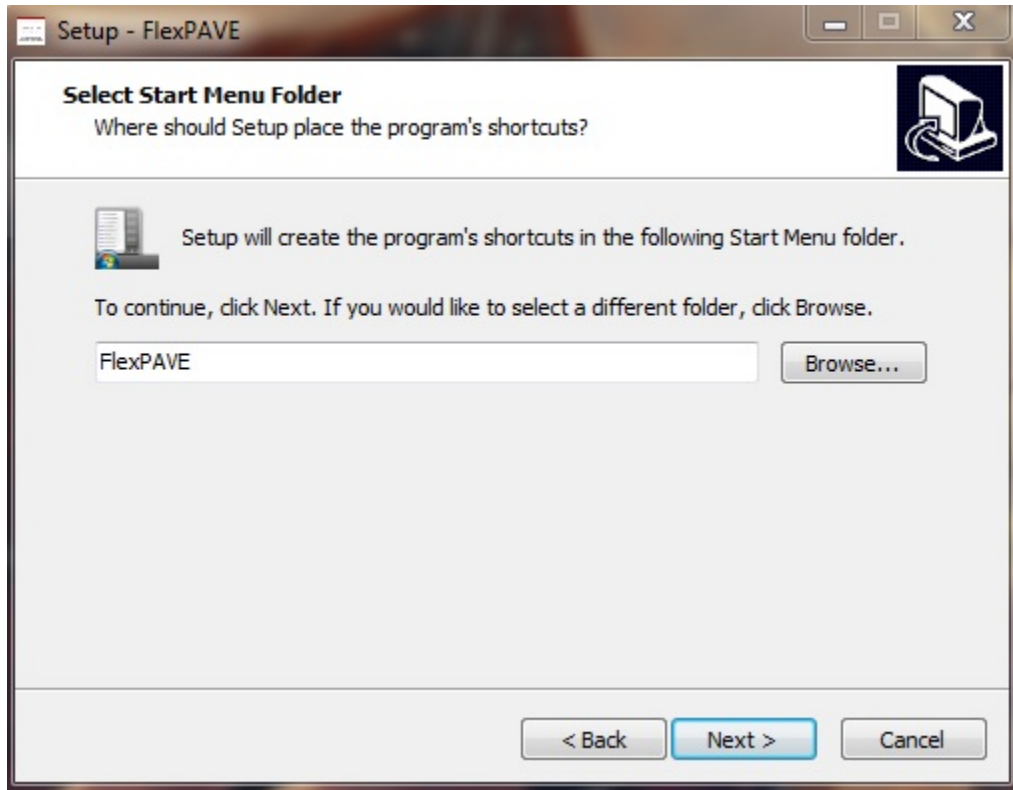 Setup - FlexPAVE
Select Start Menu Folder
Where should Setup place the program's shortcuts?
Setup will create the program's shortcuts in the following Start Menu folder.
To continue, click Next. If you would like to select a different folder, click Browse.
FlexPAVE
Browse...
< Back
Next >
Cancel